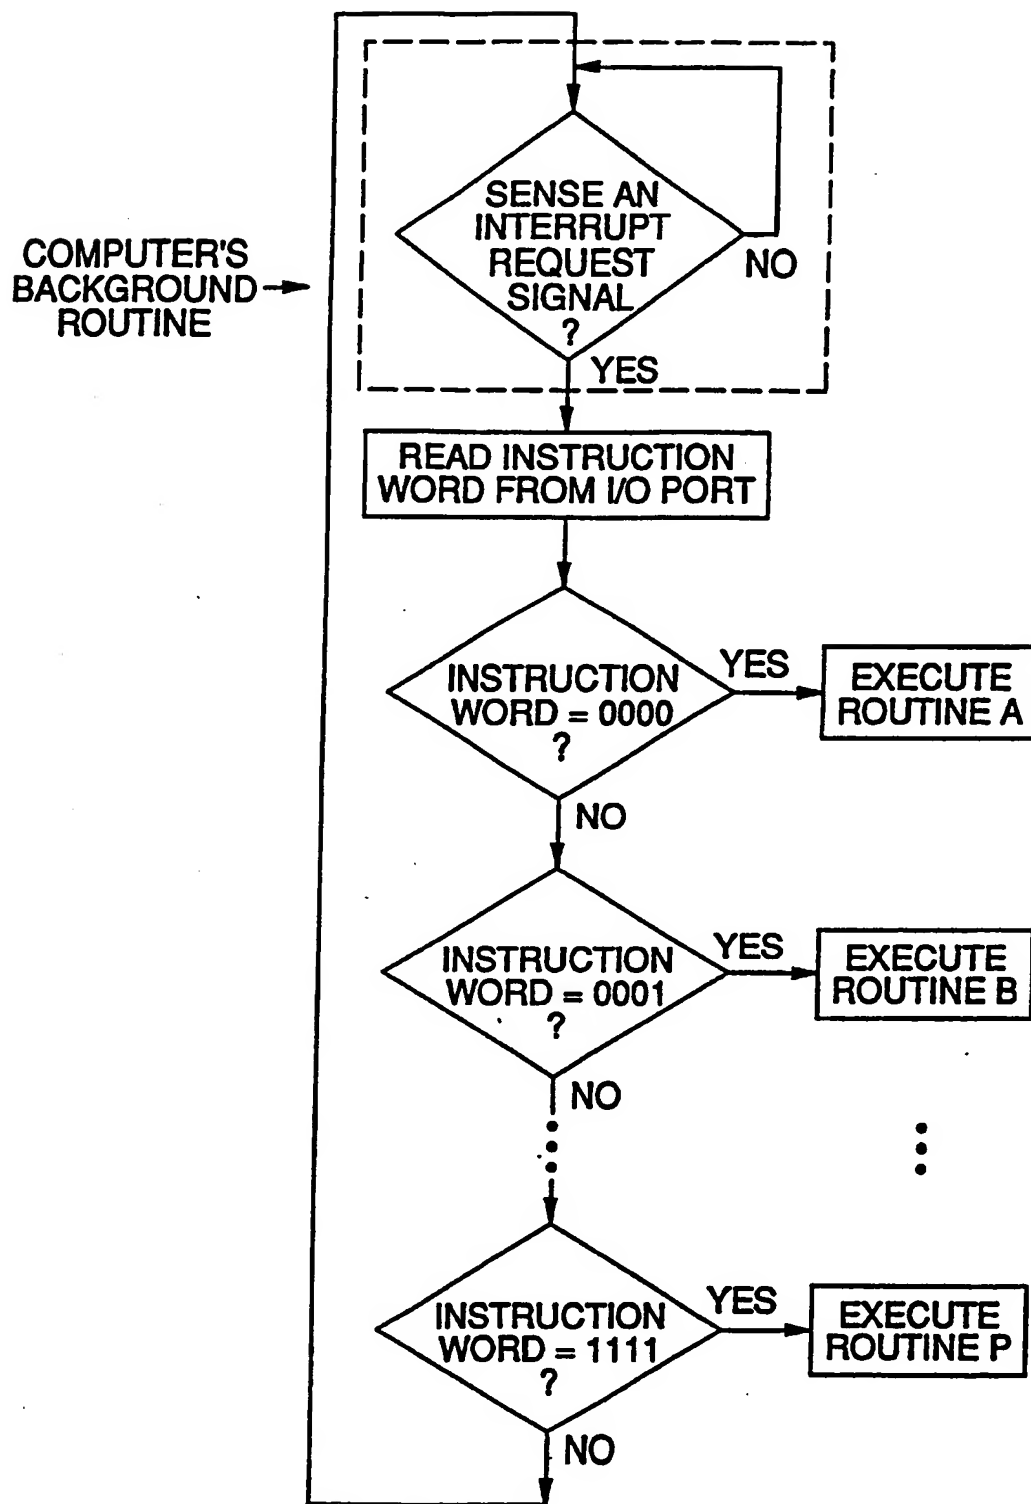 SENSE AN
INTERRUPT
REQUEST
SIGNAL
?
NO
YES
COMPUTER'S
BACKGROUND
ROUTINE
READ INSTRUCTION
WORD FROM I/O PORT
INSTRUCTION
WORD = 0000
?
YES
EXECUTE
ROUTINE A
NO
INSTRUCTION
WORD = 0001
?
YES
EXECUTE
ROUTINE B
NO
INSTRUCTION
WORD = 1111
?
YES
EXECUTE
ROUTINE P
NO